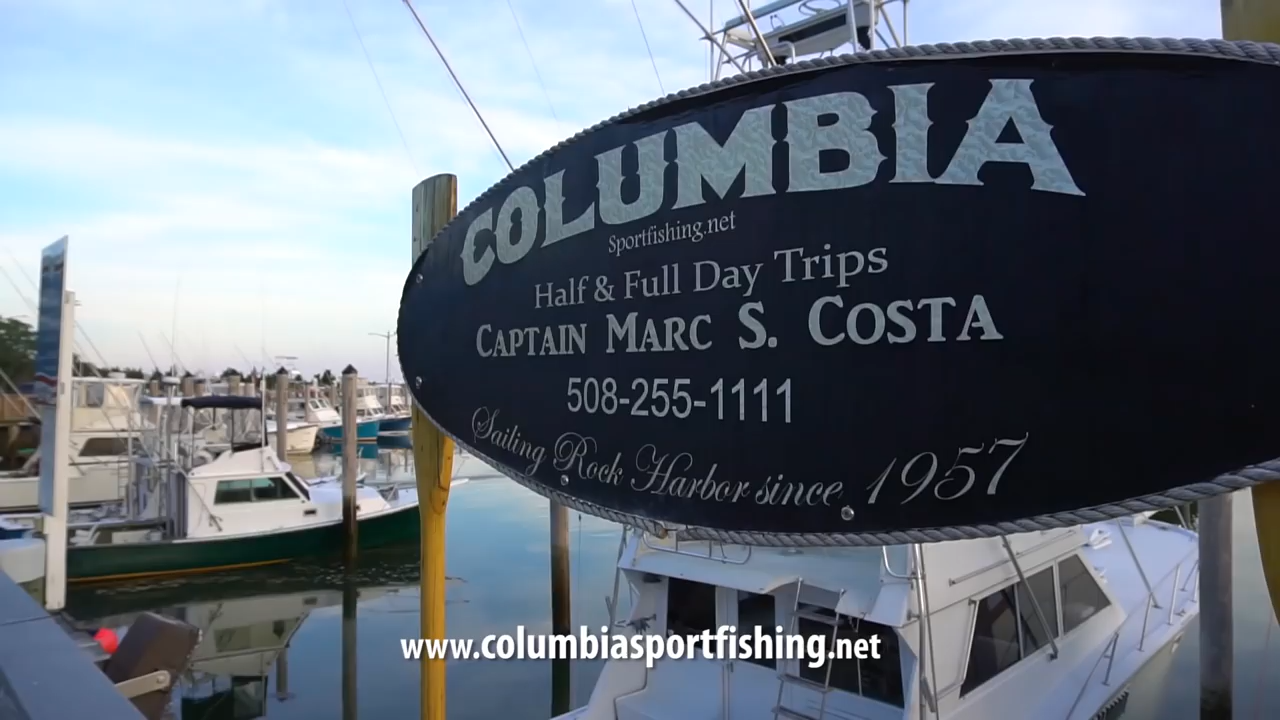 COLUMBIA
Sportfishing.net
Half & Full Day Trips
CAPTAIN MARC S. COSTA
508-255-1111
Sailing Rock Harbor since 1957
www.columbiasportfishing.net